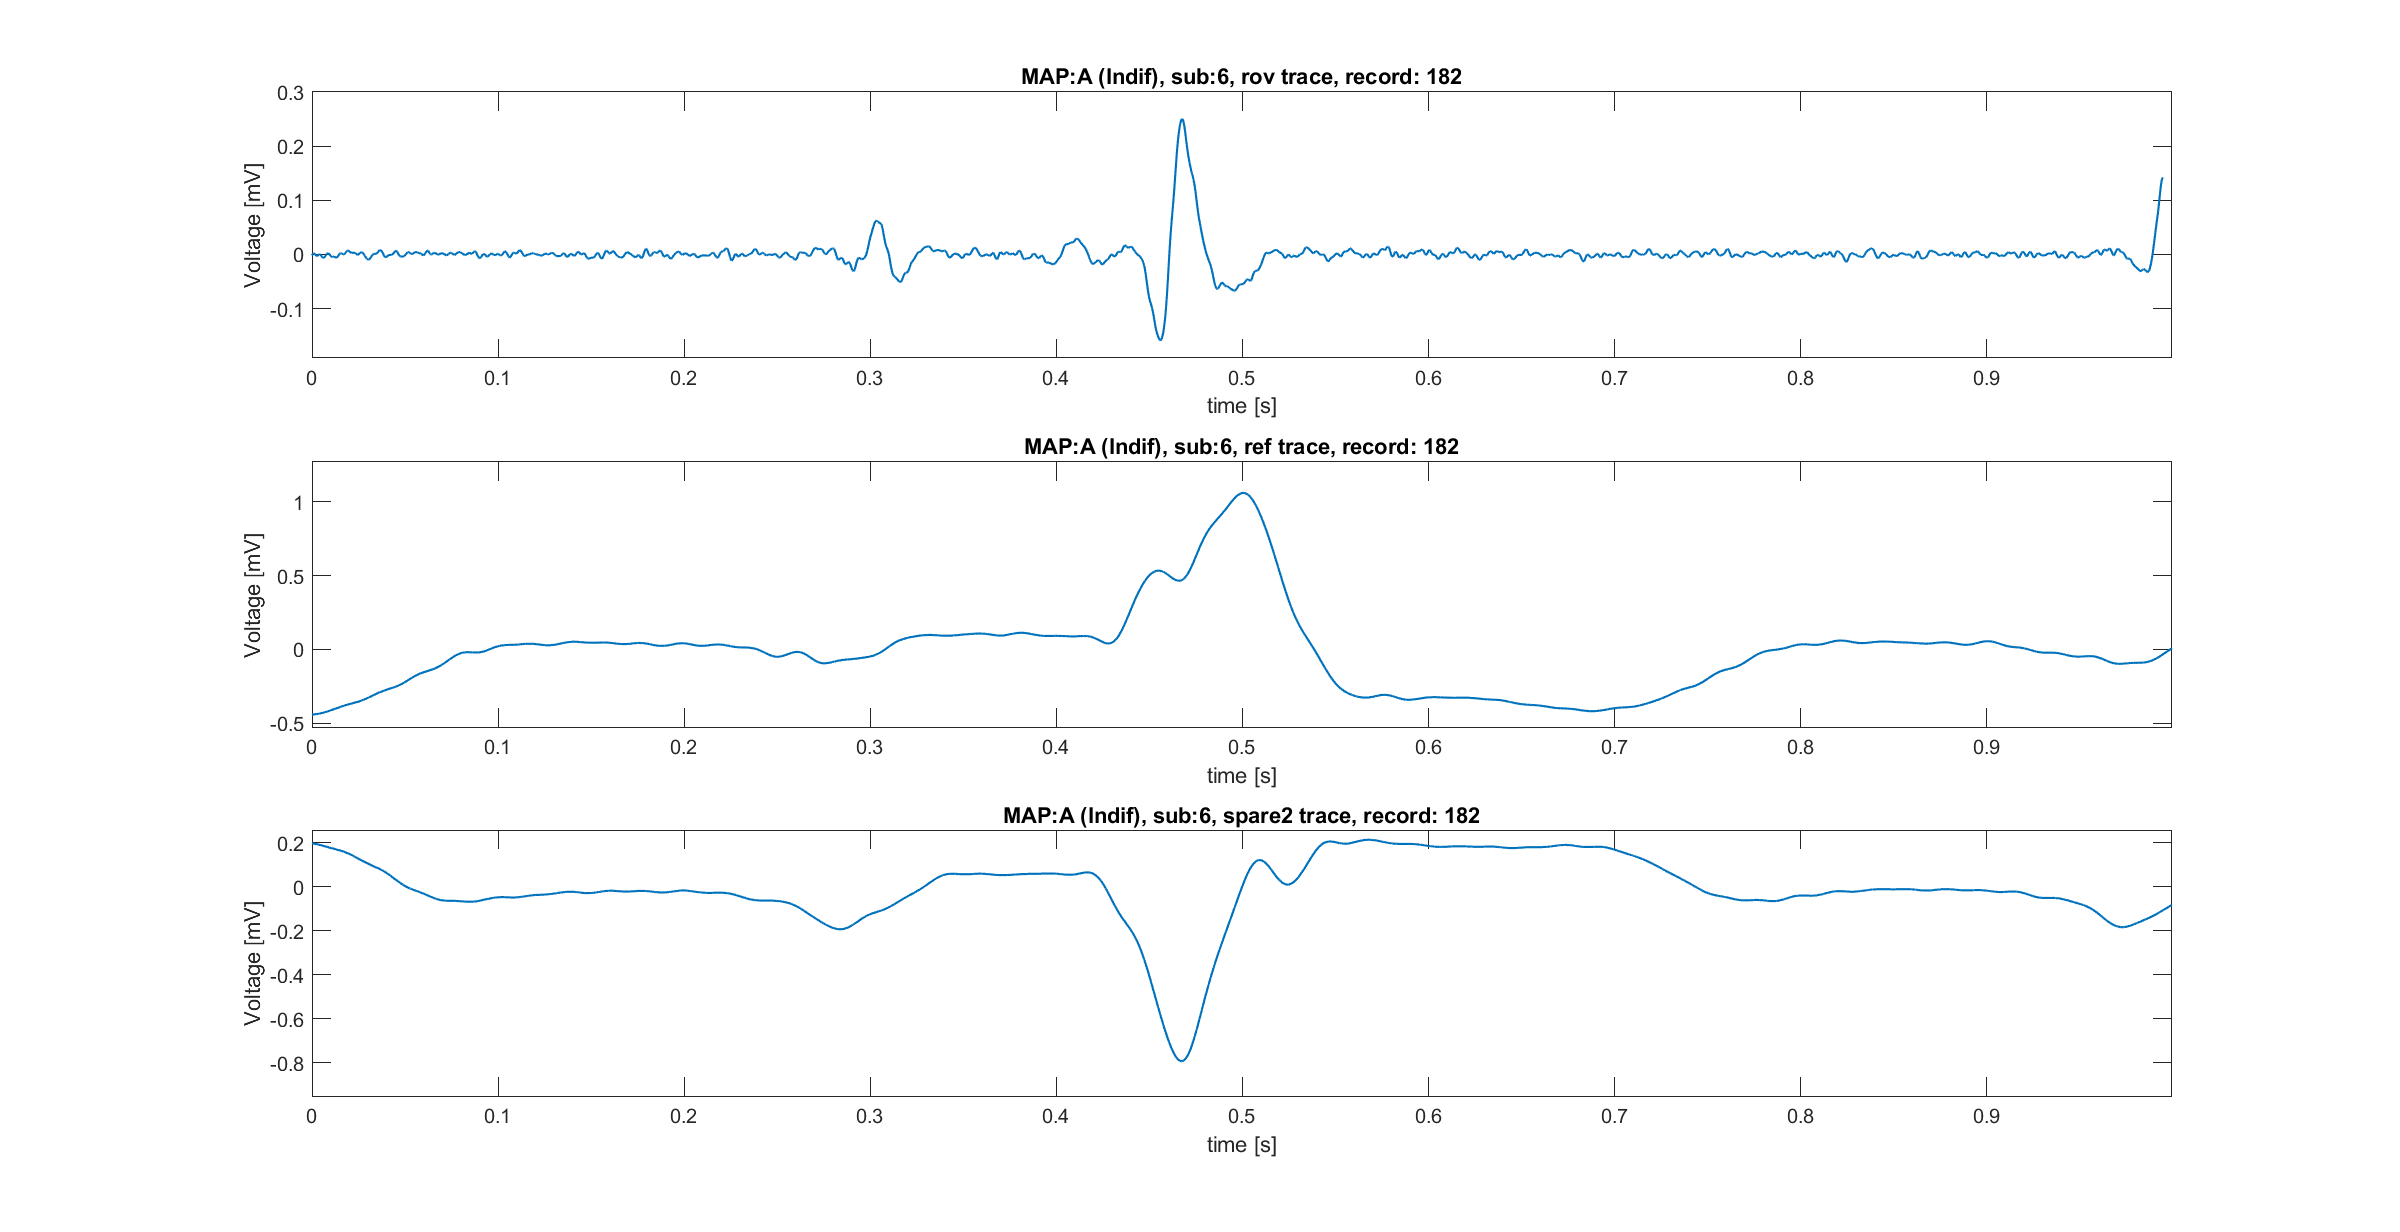 MAP:A (Indif), sub:6, rov trace, record: 182
0.3
0.2
0.1
0
-0.1
Voltage [mV]
0 0.1 0.2 0.3 0.4 0.5 0.6 0.7 0.8 0.9
time [s]
MAP:A (Indif), sub:6, ref trace, record: 182
1
0.5
0
-0.5
Voltage [mV]
0 0.1 0.2 0.3 0.4 0.5 0.6 0.7 0.8 0.9
time [s]
MAP:A (Indif), sub:6, spare2 trace, record: 182
0.2
0
-0.2
-0.4
-0.6
-0.8
Voltage [mV]
0 0.1 0.2 0.3 0.4 0.5 0.6 0.7 0.8 0.9
time [s]